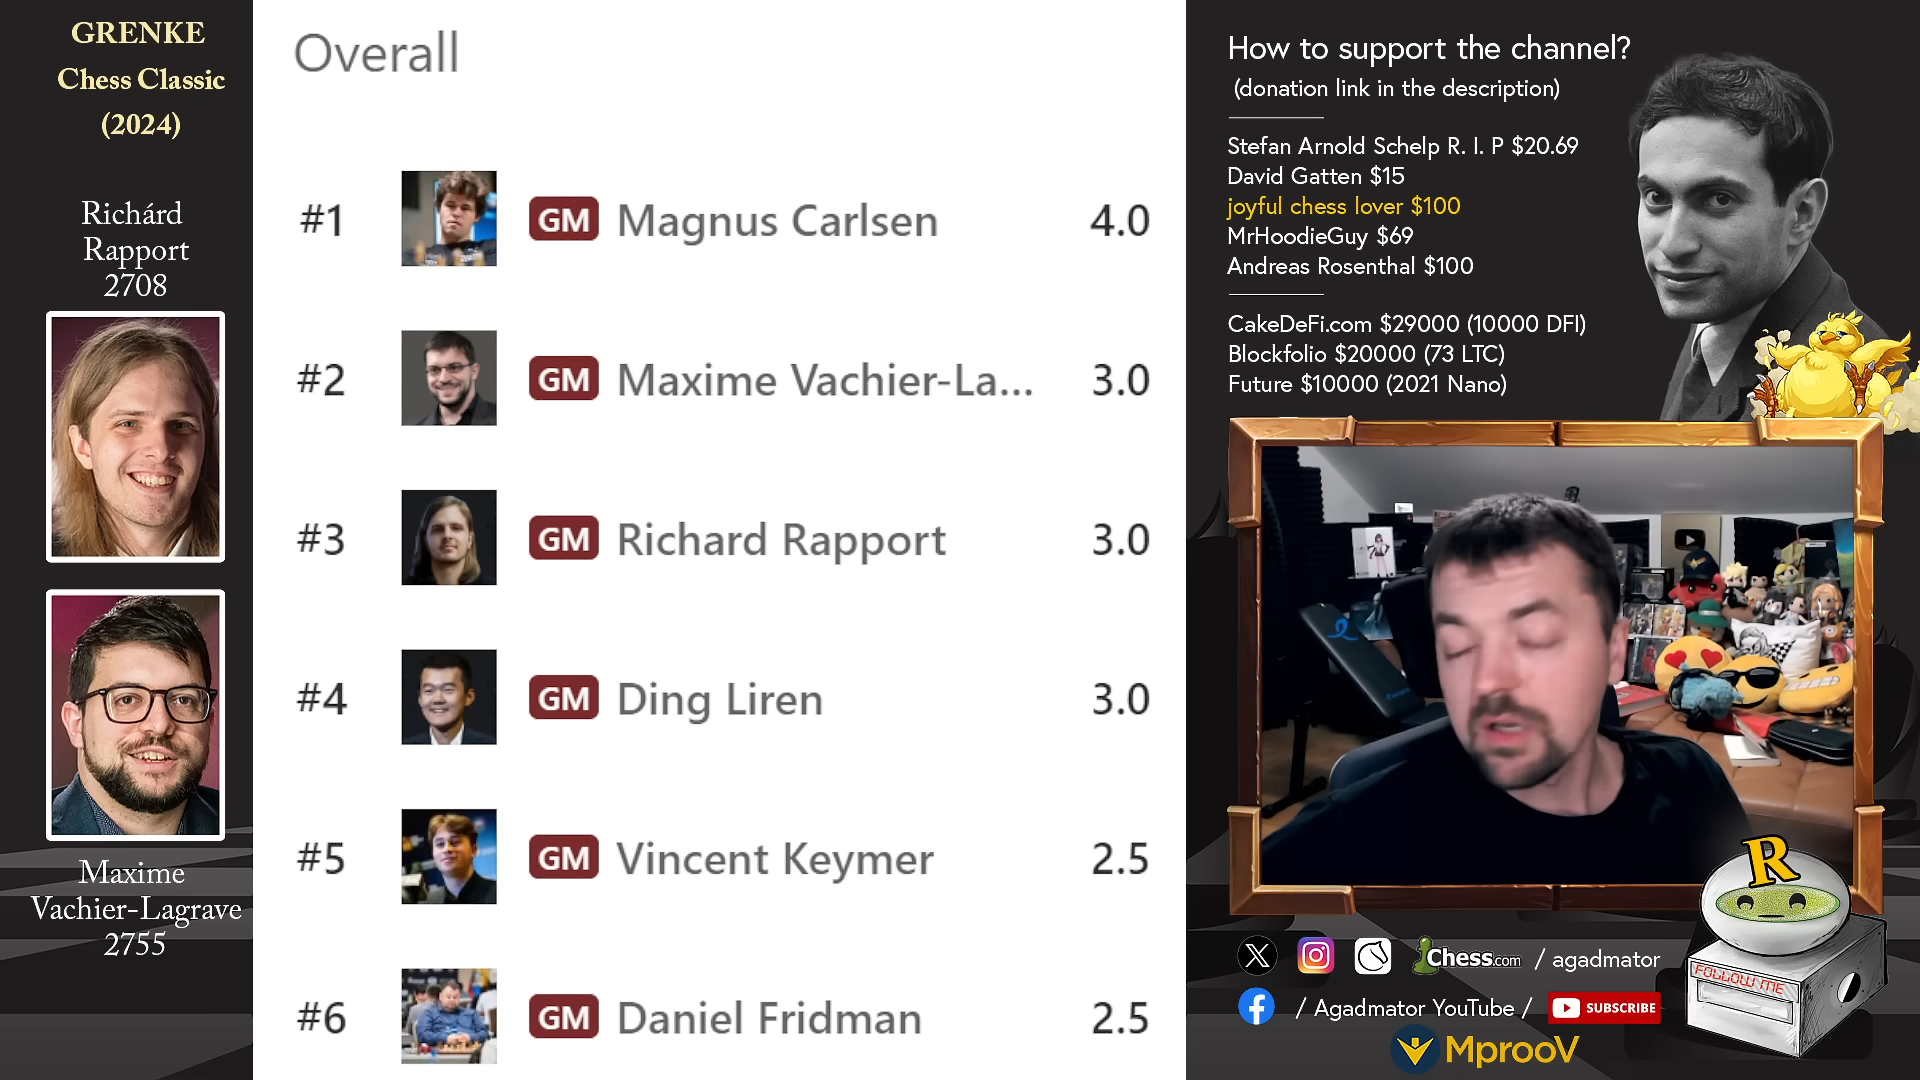 GRENKE
Chess Classic
(2024)
Richárd
Rapport
2708
Maxime
Vachier-Lagrave
2755
Overall
#1 GM Magnus Carlsen 4.0
#2 GM Maxime Vachier-La... 3.0
#3 GM Richard Rapport 3.0
#4 GM Ding Liren 3.0
#5 GM Vincent Keymer 2.5
#6 GM Daniel Fridman 2.5
How to support the channel?
(donation link in the description)
Stefan Arnold Schelp R. I. P $20.69
David Gatten $15
joyful chess lover $100
MrHoodieGuy $69
Andreas Rosenthal $100
CakeDeFi.com $29000 (10000 DFI)
Blockfolio $20000 (73 LTC)
Future $10000 (2021 Nano)
R
FOLLOW ME
Chess.com / agadmator
/ Agadmator YouTube / SUBSCRIBE
MprooV